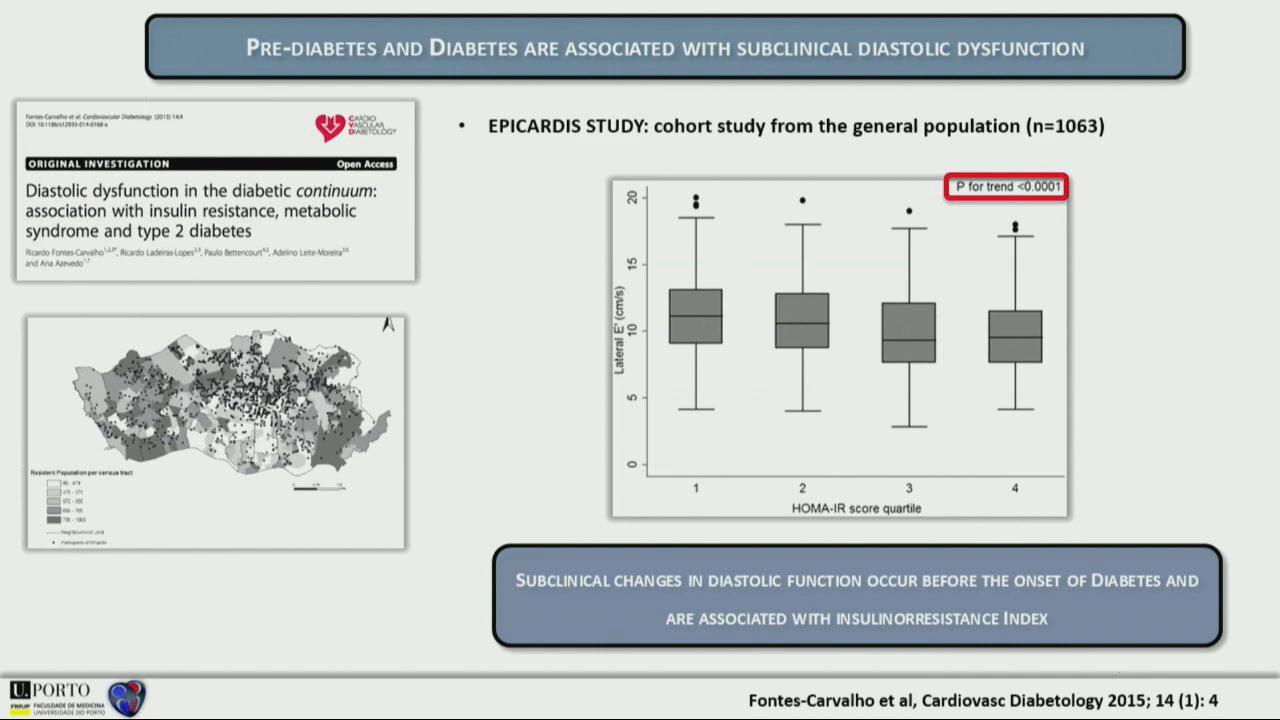 PRE-DIABETES AND DIABETES ARE ASSOCIATED WITH SUBCLINICAL DIASTOLIC DYSFUNCTION
Fontes-Carvalho et al. Cardiovascular Diabetology (2015) 14:4
DOI 10.1186/s12933-014-0168-x
CARDIO
VASCULAR
DIABETOLOGY
ORIGINAL INVESTIGATION Open Access
Diastolic dysfunction in the diabetic continuum:
association with insulin resistance, metabolic
syndrome and type 2 diabetes
Ricardo Fontes-Carvalho, Ricardo Ladeiras-Lopes, Paulo Bettencourt, Adelino Leite-Moreira
and Ana Azevedo
• EPICARDIS STUDY: cohort study from the general population (n=1063)
P for trend <0.0001
20
15
10
5
0
Lateral E' (cm/s)
1 2 3 4
HOMA-IR score quartile
Resident Population per census tract
SUBCLINICAL CHANGES IN DIASTOLIC FUNCTION OCCUR BEFORE THE ONSET OF DIABETES AND
ARE ASSOCIATED WITH INSULINORRESISTANCE INDEX
U. PORTO
FMUP FACULDADE DE MEDICINA
UNIVERSIDADE DO PORTO
Fontes-Carvalho et al, Cardiovasc Diabetology 2015; 14 (1): 4